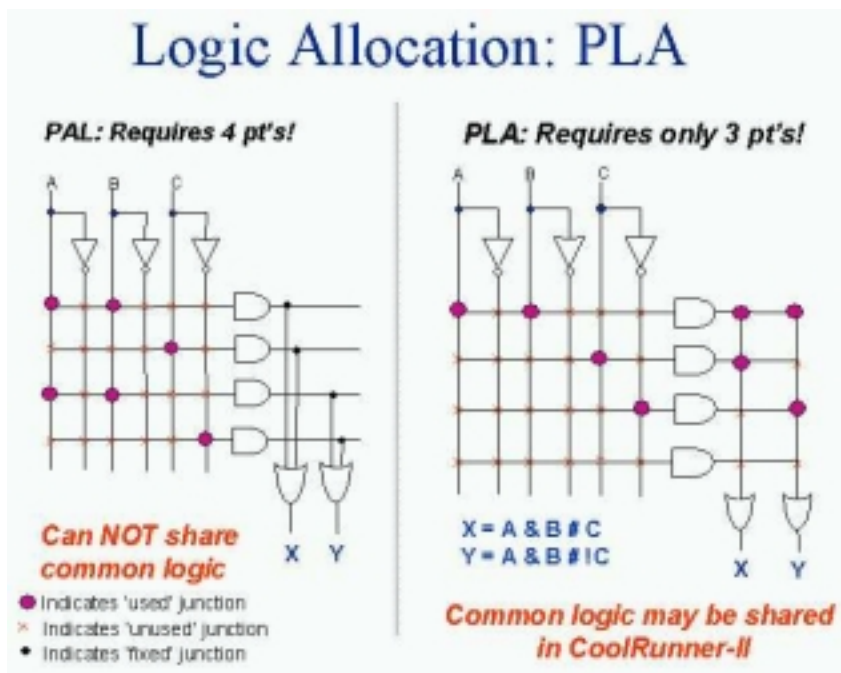 Logic Allocation: PLA
PAL: Requires 4 pt's!
A B C
X Y
Can NOT share
common logic
Indicates 'used' junction
Indicates 'unused' junction
Indicates 'fixed' junction
PLA: Requires only 3 pt's!
A B C
X = A & B # C
Y = A & B # !C
X Y
Common logic may be shared
in CoolRunner-II